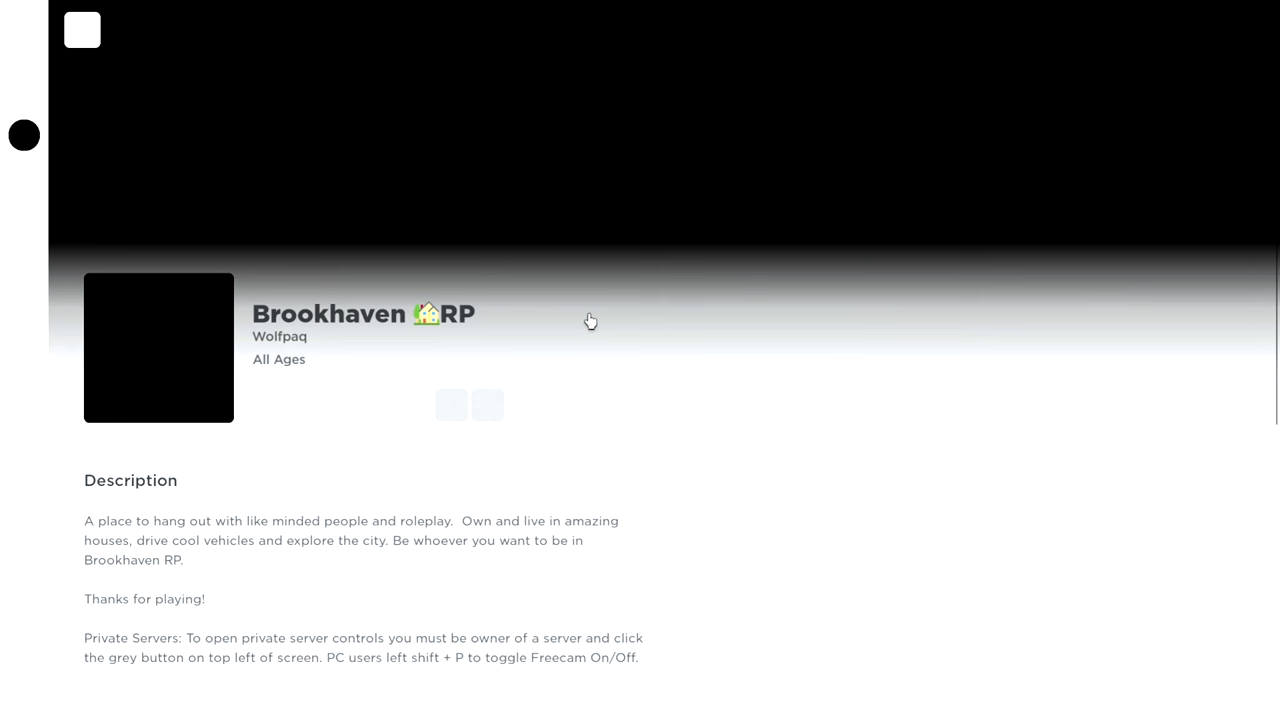 Brookhaven 🏡RP
Wolfpaq
All Ages
Description
A place to hang out with like minded people and roleplay.  Own and live in amazing
houses, drive cool vehicles and explore the city. Be whoever you want to be in
Brookhaven RP.
Thanks for playing!
Private Servers: To open private server controls you must be owner of a server and click
the grey button on top left of screen. PC users left shift + P to toggle Freecam On/Off.